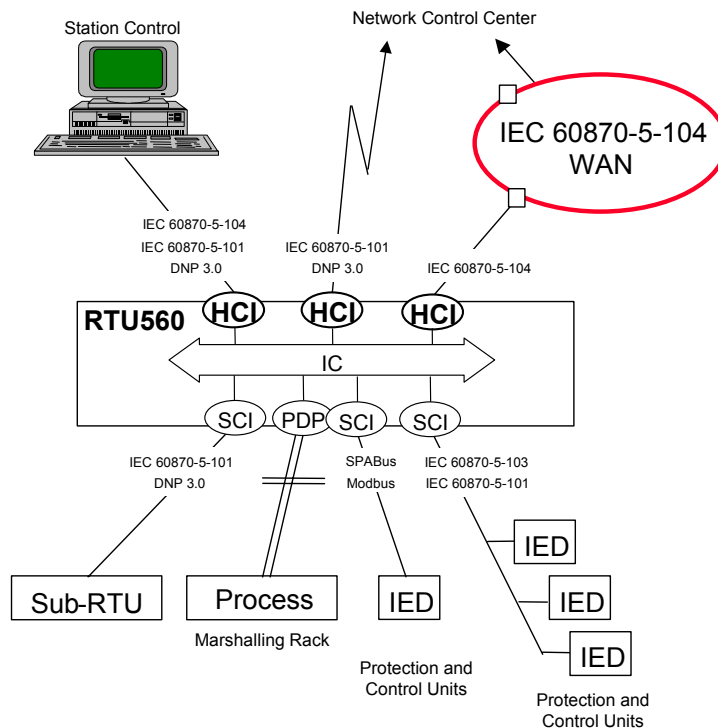 Station Control
Network Control Center
IEC 60870-5-104
WAN
IEC 60870-5-104
IEC 60870-5-101
DNP 3.0
IEC 60870-5-101
DNP 3.0
IEC 60870-5-104
RTU560
HCI
HCI
HCI
IC
SCI
PDP
SCI
SCI
IEC 60870-5-101
DNP 3.0
SPABus
Modbus
IEC 60870-5-103
IEC 60870-5-101
IED
IED
IED
Sub-RTU
Process
IED
Marshalling Rack
Protection and
Control Units
Protection and
Control Units